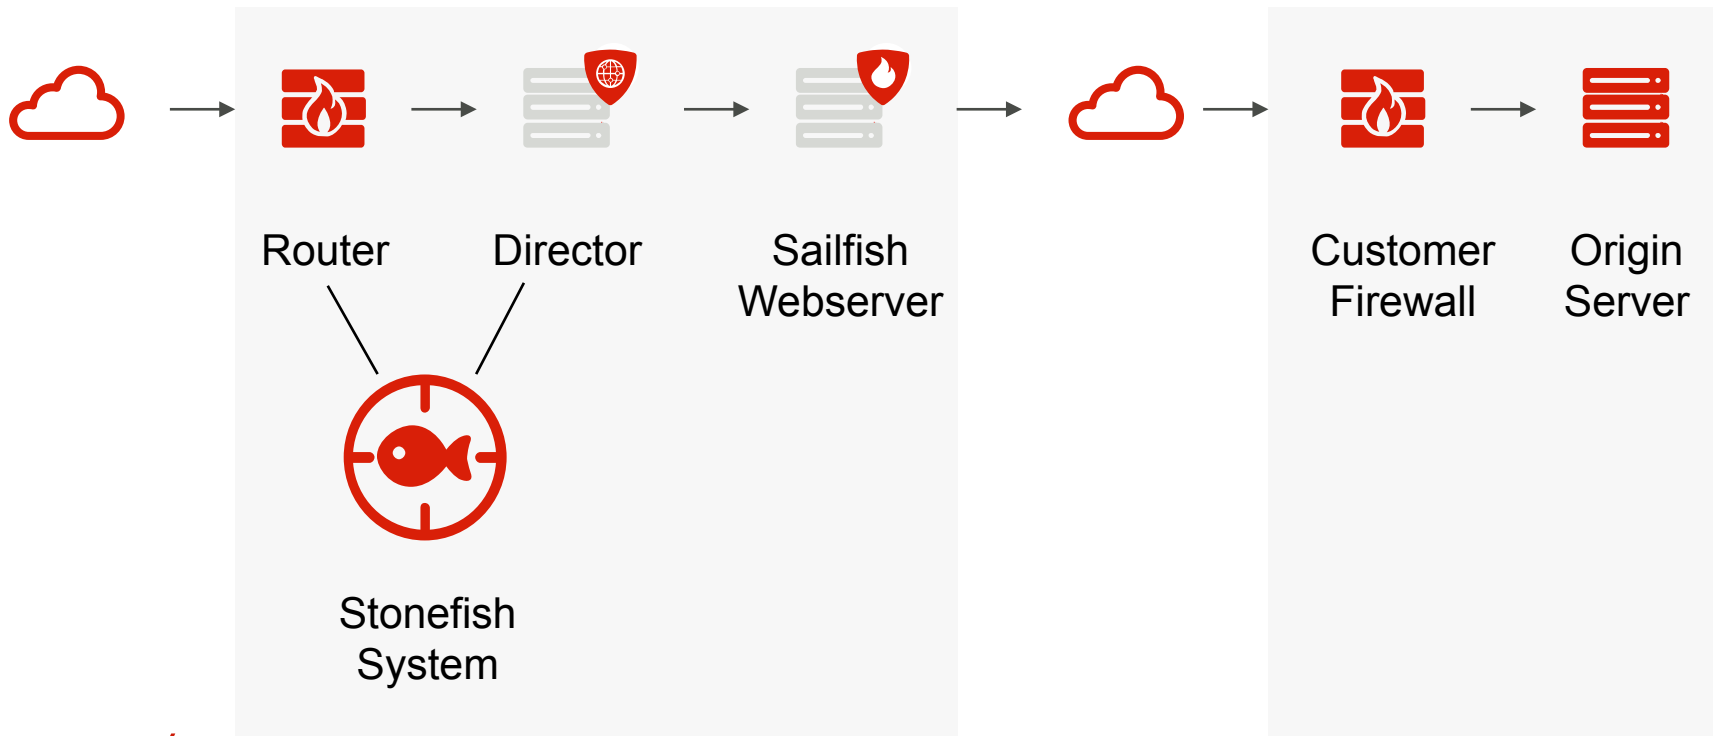 Router
Director
Sailfish
Webserver
Customer
Firewall
Origin
Server
Stonefish
System